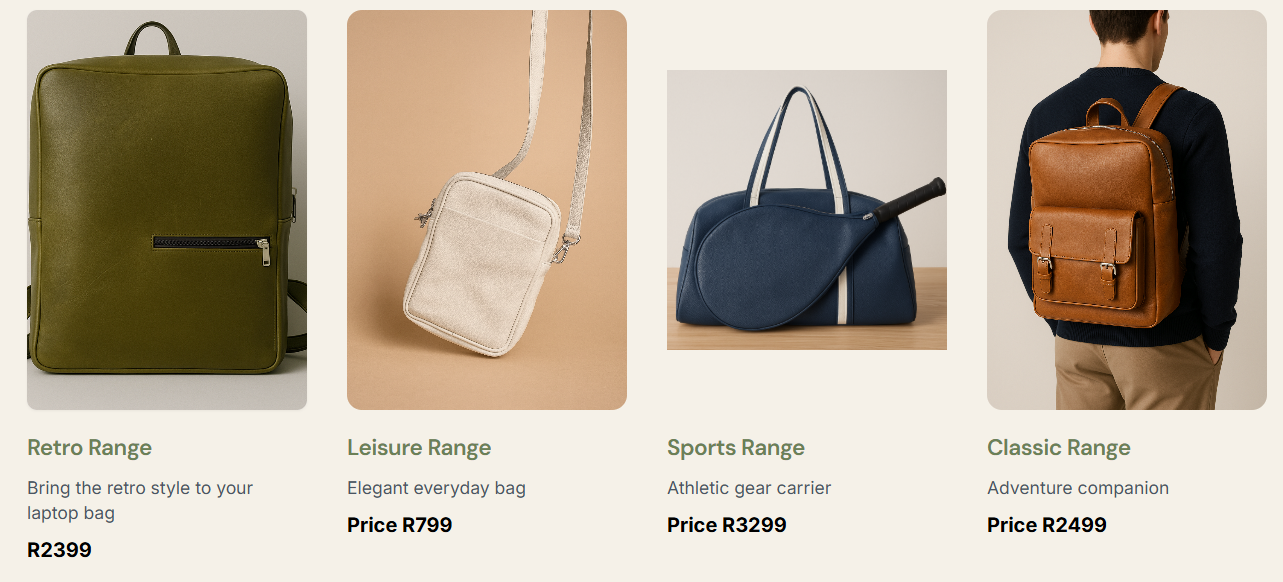 Retro Range
Bring the retro style to your
laptop bag
R2399
Leisure Range
Elegant everyday bag
Price R799
Sports Range
Athletic gear carrier
Price R3299
Classic Range
Adventure companion
Price R2499